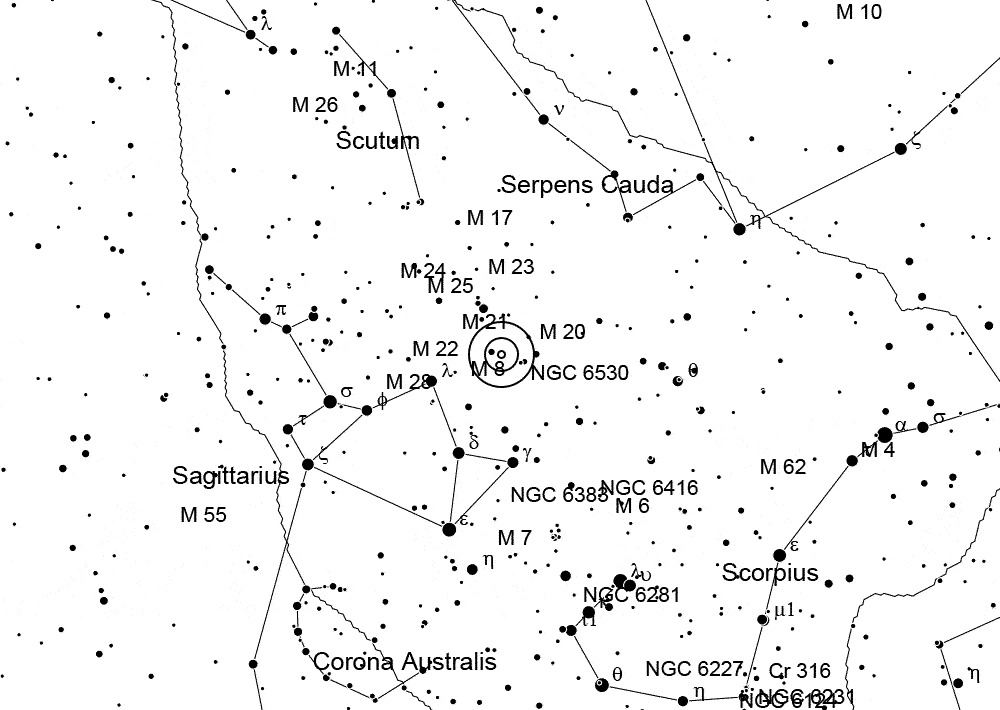 M 10
λ
M 11
M 26
ν
Scutum
ζ
Serpens Cauda
M 17
η
M 24
M 23
M 25
π
M 21
M 20
M 22
M 8
NGC 6530
λ
θ
M 28
σ
φ
τ
α
σ
δ
M 4
ζ
γ
M 62
Sagittarius
NGC 6383
NGC 6416
M 6
M 55
ε
M 7
ε
η
λ
υ
Scorpius
NGC 6281
κ
ι1
μ1
Corona Australis
θ
NGC 6227
Cr 316
η
η
NGC 6231
NGC 6124